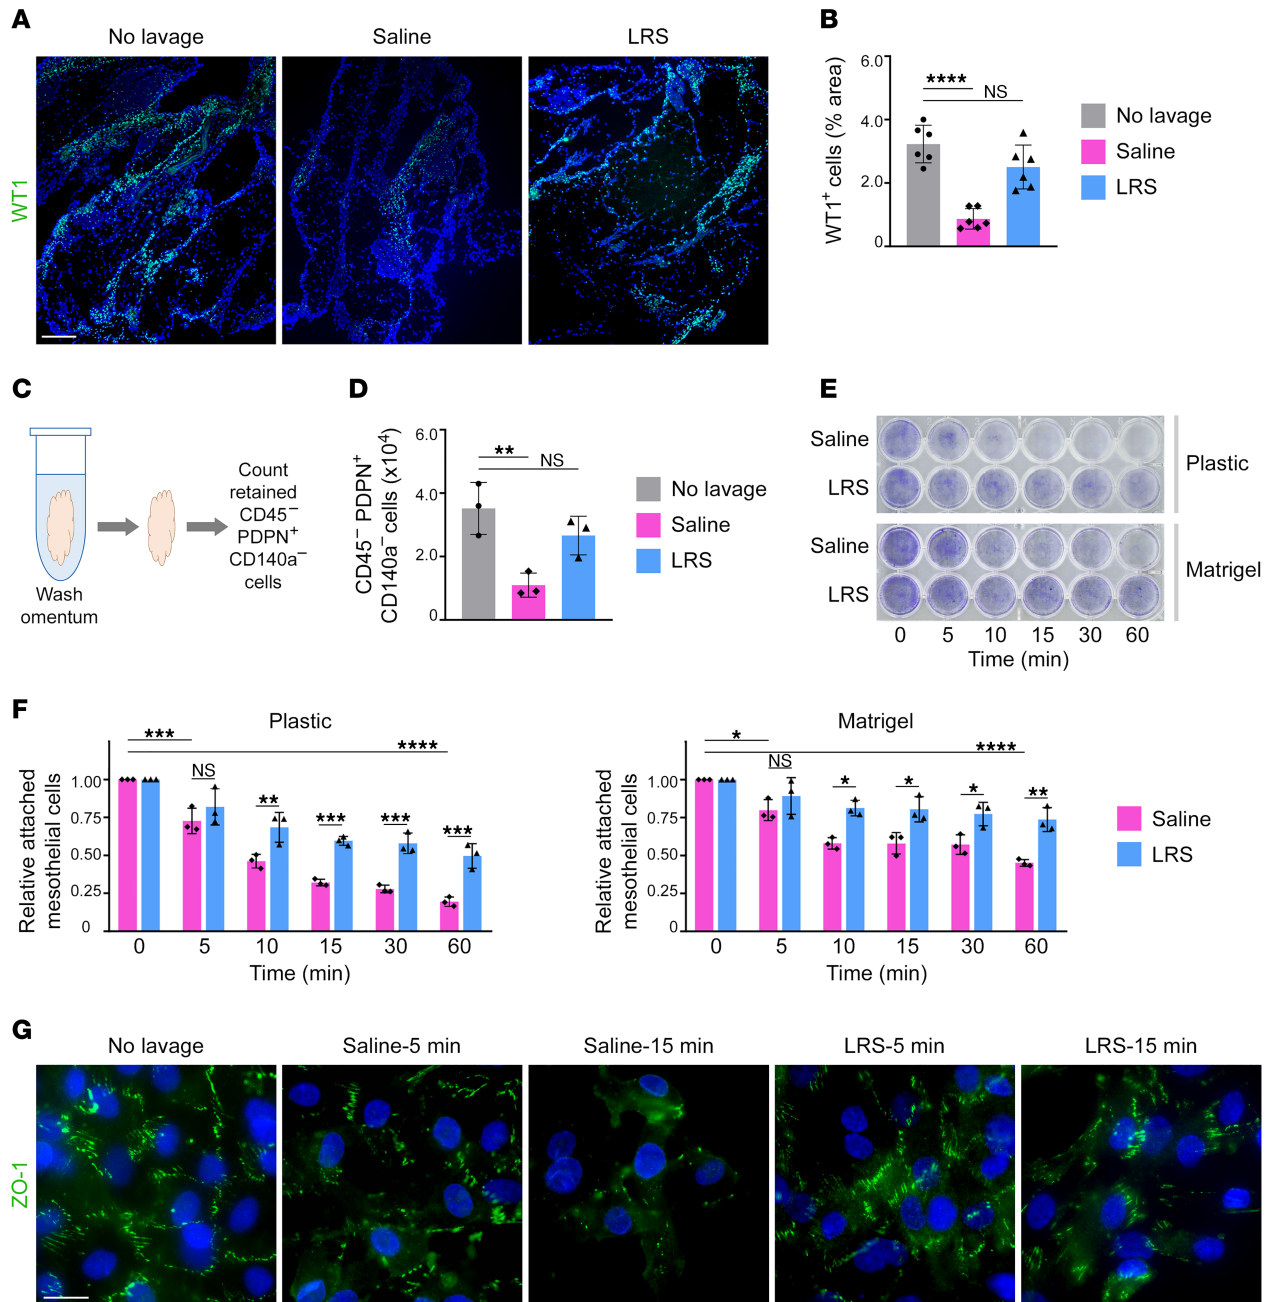 A
No lavage
Saline
LRS
WT1
B
WT1+ cells (% area)
6.0
4.0
2.0
0
****
NS
No lavage
Saline
LRS
C
Wash
omentum
Count
retained
CD45−
PDPN+
CD140a−
cells
D
CD45− PDPN+
CD140a− cells (x10⁴)
6.0
4.0
2.0
0
**
NS
No lavage
Saline
LRS
E
Saline
LRS
Plastic
Saline
LRS
Matrigel
0 5 10 15 30 60
Time (min)
F
Plastic
Relative attached
mesothelial cells
1.00
0.75
0.50
0.25
0
***
****
NS
**
***
***
***
0 5 10 15 30 60
Time (min)
Matrigel
Relative attached
mesothelial cells
1.00
0.75
0.50
0.25
0
*
****
NS
*
*
*
**
0 5 10 15 30 60
Time (min)
Saline
LRS
G
No lavage
Saline-5 min
Saline-15 min
LRS-5 min
LRS-15 min
ZO-1